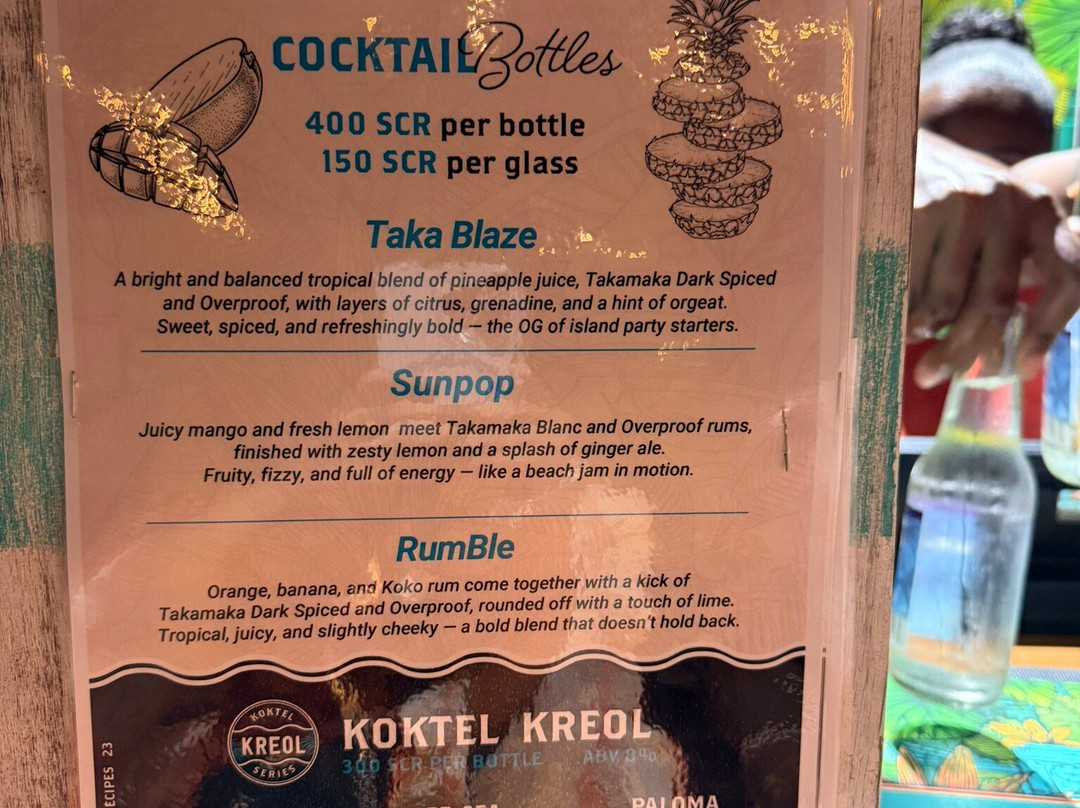 COCKTAIL Bottles
400 SCR per bottle
150 SCR per glass
Taka Blaze
A bright and balanced tropical blend of pineapple juice, Takamaka Dark Spiced
and Overproof, with layers of citrus, grenadine, and a hint of orgeat.
Sweet, spiced, and refreshingly bold — the OG of island party starters.
Sunpop
Juicy mango and fresh lemon meet Takamaka Blanc and Overproof rums,
finished with zesty lemon and a splash of ginger ale.
Fruity, fizzy, and full of energy — like a beach jam in motion.
RumBle
Orange, banana, and Koko rum come together with a kick of
Takamaka Dark Spiced and Overproof, rounded off with a touch of lime.
Tropical, juicy, and slightly cheeky — a bold blend that doesn't hold back.
KOKTEL
KREOL
SERIES
KOKTEL KREOL
300 SCR PER BOTTLE ABV 8%
PALOMA
23